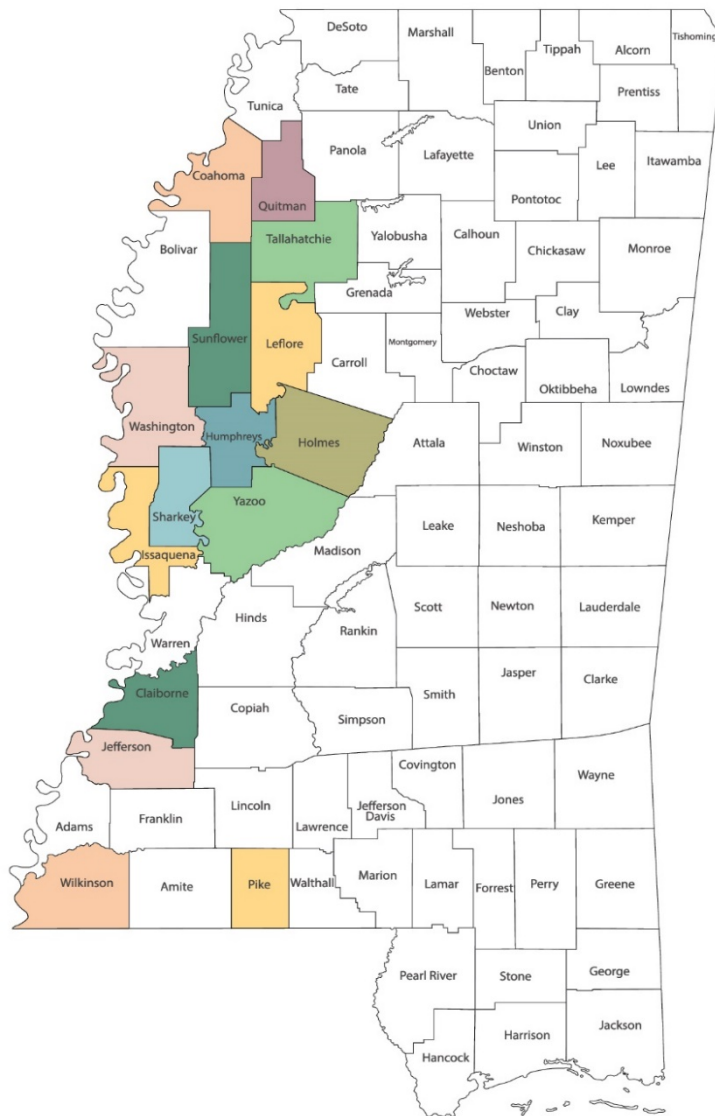 DeSoto
Marshall
Benton
Tippah
Alcorn
Tishoming
Tate
Prentiss
Tunica
Union
Panola
Lafayette
Lee
Itawamba
Coahoma
Quitman
Pontotoc
Bolivar
Tallahatchie
Yalobusha
Calhoun
Chickasaw
Monroe
Grenada
Sunflower
Leflore
Webster
Clay
Carroll
Montgomery
Choctaw
Oktibbeha
Lowndes
Washington
Humphreys
Holmes
Attala
Winston
Noxubee
Sharkey
Yazoo
Leake
Neshoba
Kemper
Issaquena
Madison
Scott
Newton
Lauderdale
Hinds
Rankin
Warren
Jasper
Smith
Clarke
Claiborne
Copiah
Simpson
Jefferson
Covington
Wayne
Lincoln
Jefferson
Davis
Jones
Adams
Franklin
Lawrence
Wilkinson
Amite
Pike
Walthall
Marion
Lamar
Forrest
Perry
Greene
Pearl River
Stone
George
Hancock
Harrison
Jackson